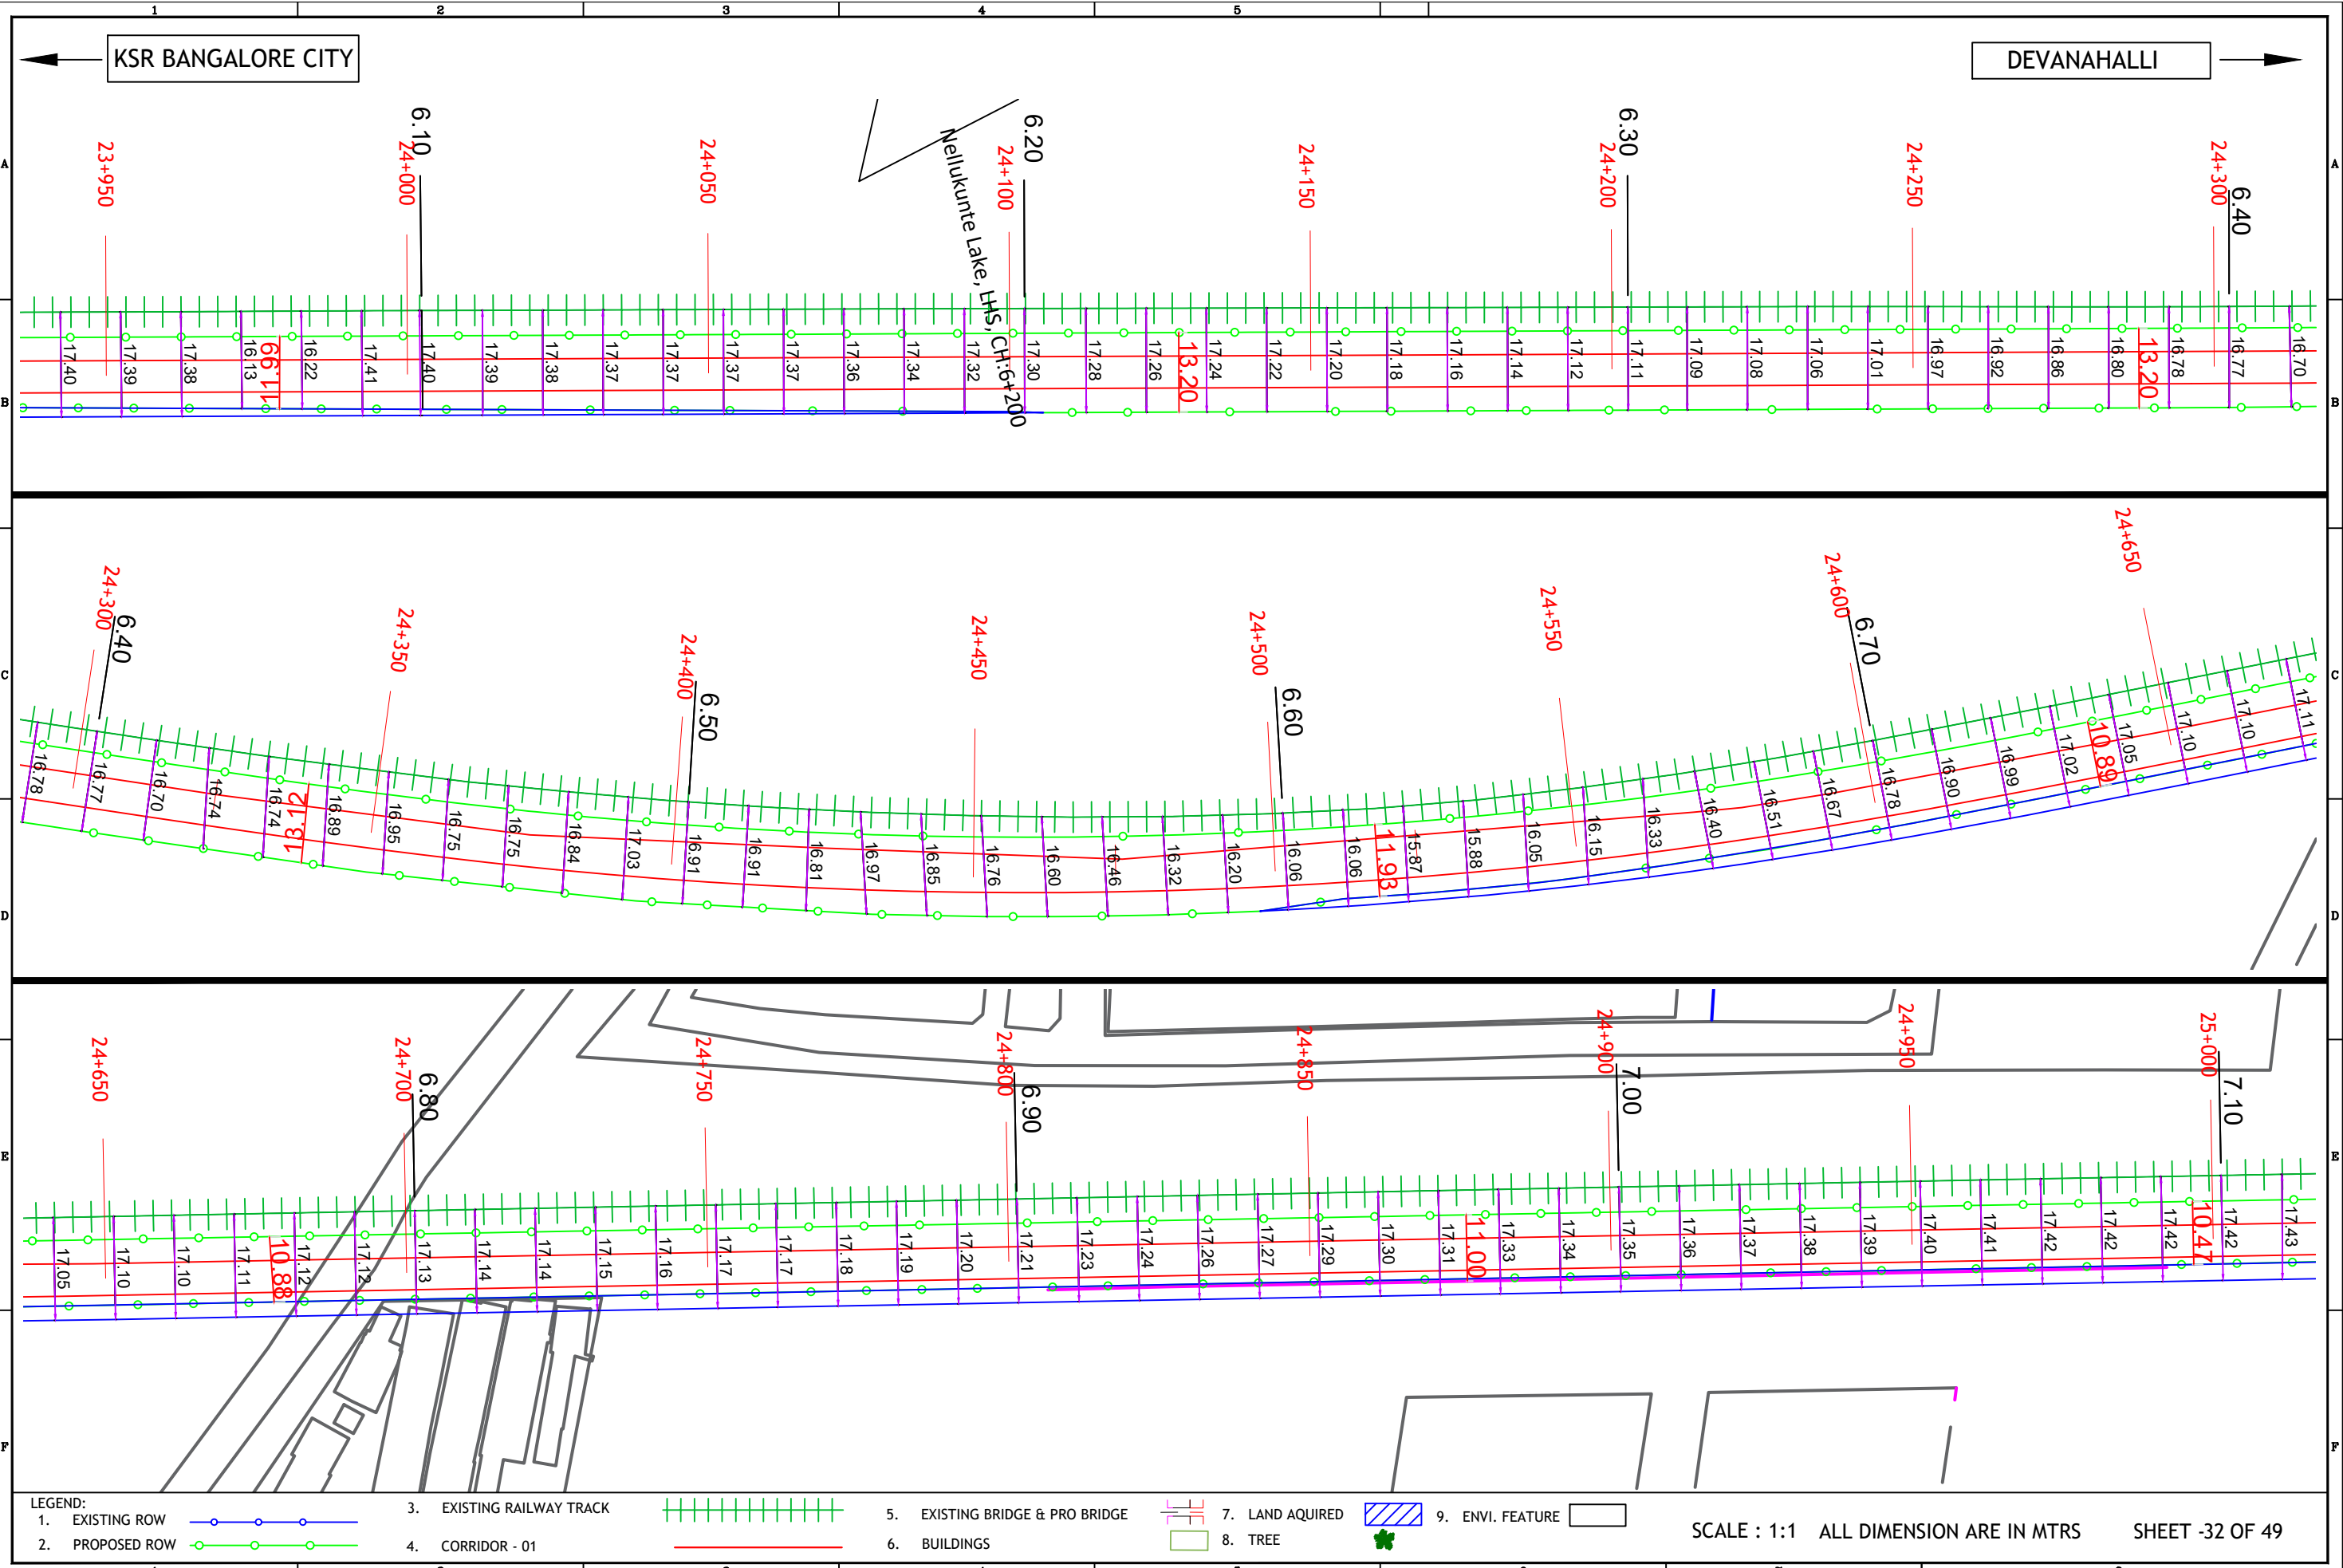 1 2 3 4 5
KSR BANGALORE CITY
DEVANAHALLI
A A
23+950 24+000 6.10 24+050 24+100 6.20 24+150 24+200 6.30 24+250 24+300 6.40
Nellukunte Lake, LHS, CH:6+200
17.40 17.39 17.38 16.13 11.99 16.22 17.41 17.40 17.39 17.38 17.37 17.37 17.37 17.37 17.36 17.34 17.32 17.30 17.28 17.26 13.20 17.24 17.22 17.20 17.18 17.16 17.14 17.12 17.11 17.09 17.08 17.06 17.01 16.97 16.92 16.86 16.80 13.20 16.78 16.77 16.70
B B
24+300 6.40 24+350 24+400 6.50 24+450 24+500 6.60 24+550 24+600 6.70 24+650
C C
16.78 16.77 16.70 16.74 16.74 13.12 16.89 16.95 16.75 16.75 16.84 17.03 16.91 16.91 16.81 16.97 16.85 16.76 16.60 16.46 16.32 16.20 16.06 16.06 11.93 15.87 15.88 16.05 16.15 16.33 16.40 16.51 16.67 16.78 16.90 16.99 17.02 10.89 17.05 17.10 17.10 17.11
D D
24+650 24+700 6.80 24+750 24+800 6.90 24+850 24+900 7.00 24+950 25+000 7.10
E E
17.05 17.10 17.10 17.11 10.88 17.12 17.12 17.13 17.14 17.14 17.15 17.16 17.17 17.17 17.18 17.19 17.20 17.21 17.23 17.24 17.26 17.27 17.29 17.30 17.31 11.00 17.33 17.34 17.35 17.36 17.37 17.38 17.39 17.40 17.41 17.42 17.42 17.42 10.47 17.42 17.43
F F
LEGEND:
1. EXISTING ROW
2. PROPOSED ROW
3. EXISTING RAILWAY TRACK
4. CORRIDOR - 01
5. EXISTING BRIDGE & PRO BRIDGE
6. BUILDINGS
7. LAND AQUIRED
8. TREE
9. ENVI. FEATURE
SCALE : 1:1 ALL DIMENSION ARE IN MTRS SHEET -32 OF 49